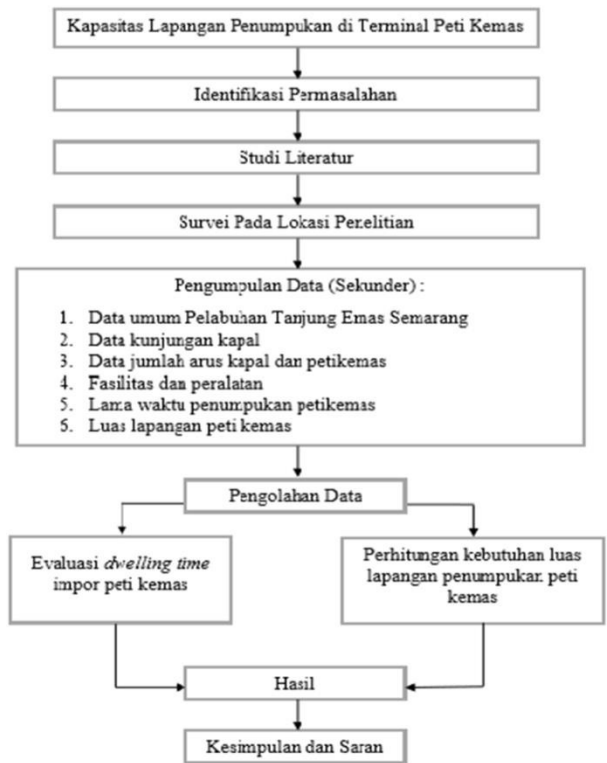 Kapasitas Lapangan Penumpukan di Terminal Peti Kemas
Identifikasi Permasalahan
Studi Literatur
Survei Pada Lokasi Penelitian
Pengumpulan Data (Sekunder) :
1. Data umum Pelabuhan Tanjung Emas Semarang
2. Data kunjungan kapal
3. Data jumlah arus kapal dan petikemas
4. Fasilitas dan peralatan
5. Lama waktu penumpukan petikemas
5. Luas lapangan peti kemas
Pengolahan Data
Evaluasi dwelling time
impor peti kemas
Perhitungan kebutuhan luas
lapangan penumpukan peti
kemas
Hasil
Kesimpulan dan Saran